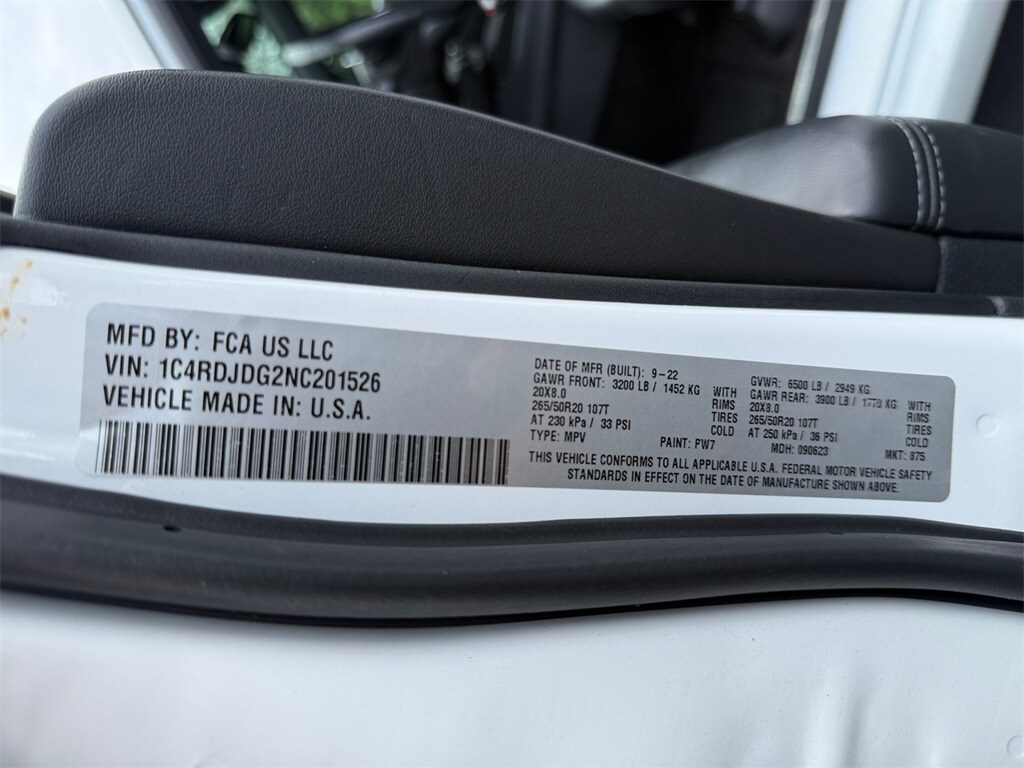 MFD BY: FCA US LLC
VIN: 1C4RDJDG2NC201526
VEHICLE MADE IN: U.S.A.
DATE OF MFR (BUILT): 9-22
GAWR FRONT: 3200 LB / 1452 KG WITH
20X8.0 RIMS
265/50R20 107T TIRES
AT 230 kPa / 33 PSI COLD
TYPE: MPV PAINT: PW7
GVWR: 6500 LB / 2949 KG
GAWR REAR: 3900 LB / 1770 KG WITH
20X8.0 RIMS
265/50R20 107T TIRES
AT 250 kPa / 36 PSI COLD
MDH: 090623 MKT: 875
THIS VEHICLE CONFORMS TO ALL APPLICABLE U.S.A. FEDERAL MOTOR VEHICLE SAFETY
STANDARDS IN EFFECT ON THE DATE OF MANUFACTURE SHOWN ABOVE.